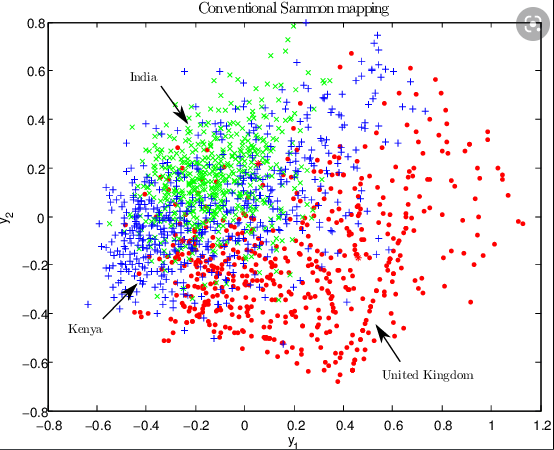 Conventional Sammon mapping
0.8
0.6
0.4
0.2
0
−0.2
−0.4
−0.6
−0.8
y2
India
Kenya
United Kingdom
−0.8 −0.6 −0.4 −0.2 0 0.2 0.4 0.6 0.8 1 1.2
y1